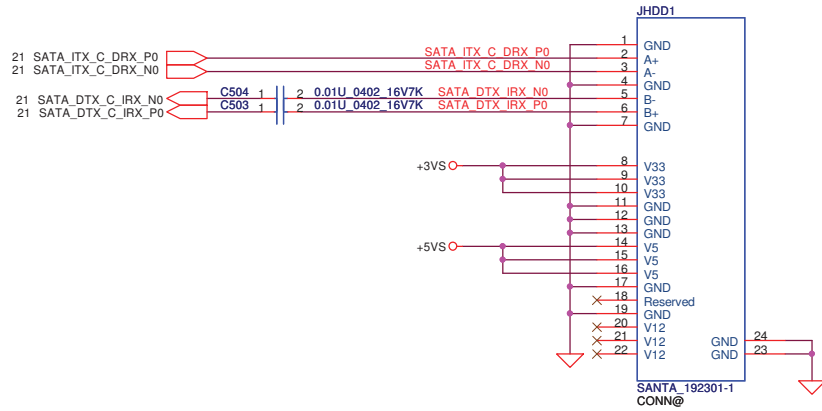 JHDD1
1 GND
21 SATA_ITX_C_DRX_P0 SATA_ITX_C_DRX_P0 2 A+
21 SATA_ITX_C_DRX_N0 SATA_ITX_C_DRX_N0 3 A-
4 GND
21 SATA_DTX_C_IRX_N0 C504 1 2 0.01U_0402_16V7K SATA_DTX_IRX_N0 5 B-
21 SATA_DTX_C_IRX_P0 C503 1 2 0.01U_0402_16V7K SATA_DTX_IRX_P0 6 B+
7 GND
+3VS 8 V33
9 V33
10 V33
11 GND
12 GND
13 GND
+5VS 14 V5
15 V5
16 V5
17 GND
18 Reserved
19 GND
20 V12
21 V12 GND 24
22 V12 GND 23
SANTA_192301-1
CONN@